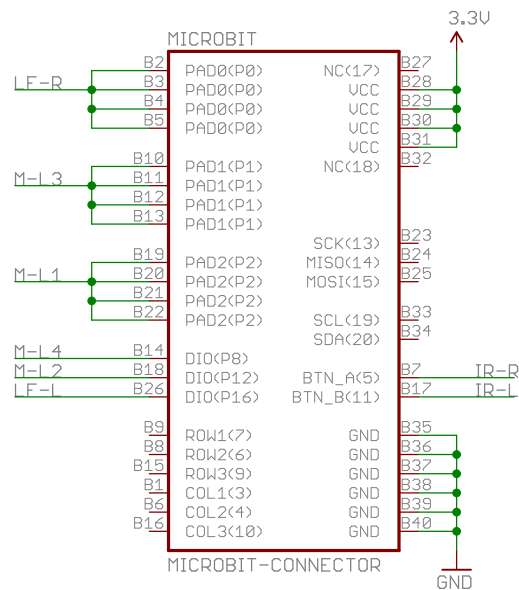 3.3V
MICROBIT
B2 PAD0(P0) NC(17) B27
LF-R B3 PAD0(P0) VCC B28
B4 PAD0(P0) VCC B29
B5 PAD0(P0) VCC B30
VCC B31
B10 PAD1(P1) NC(18) B32
M-L3 B11 PAD1(P1)
B12 PAD1(P1)
B13 PAD1(P1)
SCK(13) B23
B19 PAD2(P2) MISO(14) B24
M-L1 B20 PAD2(P2) MOSI(15) B25
B21 PAD2(P2)
B22 PAD2(P2) SCL(19) B33
SDA(20) B34
M-L4 B14 DIO(P8)
M-L2 B18 DIO(P12) BTN_A(5) B7 IR-R
LF-L B26 DIO(P16) BTN_B(11) B17 IR-L
B9 ROW1(7) GND B35
B8 ROW2(6) GND B36
B15 ROW3(9) GND B37
B1 COL1(3) GND B38
B6 COL2(4) GND B39
B16 COL3(10) GND B40
MICROBIT-CONNECTOR
GND